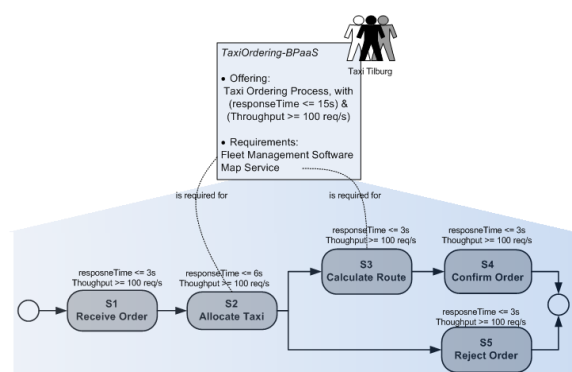 TaxiOrdering-BPaaS
Taxi Tilburg
• Offering:
Taxi Ordering Process, with
(responseTime <= 15s) &
(Throughput >= 100 req/s)
• Requirements:
Fleet Management Software
Map Service
is required for
is required for
resposneTime <= 3s
Thoughput >= 100 req/s
S1
Receive Order
resposneTime <= 6s
Thoughput >= 100 req/s
S2
Allocate Taxi
resposneTime <= 3s
Thoughput >= 100 req/s
S3
Calculate Route
resposneTime <= 3s
Thoughput >= 100 req/s
S4
Confirm Order
resposneTime <= 3s
Thoughput >= 100 req/s
S5
Reject Order